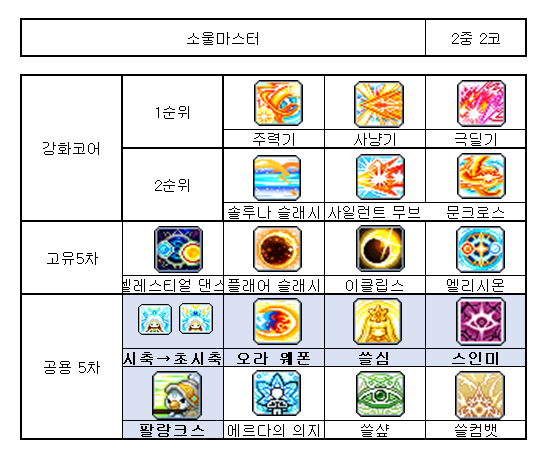 소울마스터 2중 2코
강화코어
1순위
주력기 사냥기 극딜기
2순위
솔루나 슬래시 사일런트 무브 문크로스
고유5차
셀레스티얼 댄스 플래어 슬래시 이클립스 엘리시온
공용 5차
시축→초시축 오라 웨폰 쓸심 스인미
팔랑크스 에르다의 의지 쓸샾 쓸컴뱃